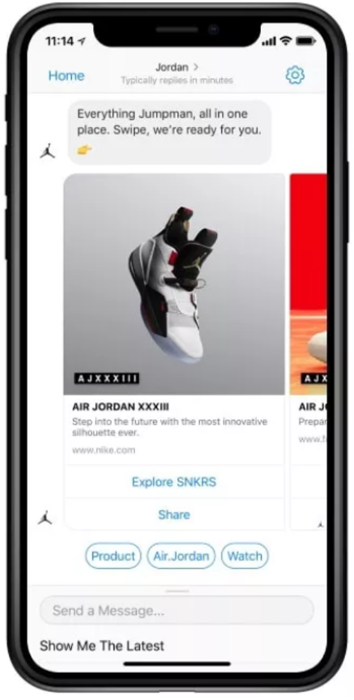 11:14
Home
Jordan >
Typically replies in minutes
Everything Jumpman, all in one
place. Swipe, we're ready for you.
AJXXXIII
AIR JORDAN XXXIII
Step into the future with the most innovative
silhouette ever.
www.nike.com
Explore SNKRS
Share
AJX
AIR J
Prepar
www.f
Product
Air.Jordan
Watch
Send a Message...
Show Me The Latest